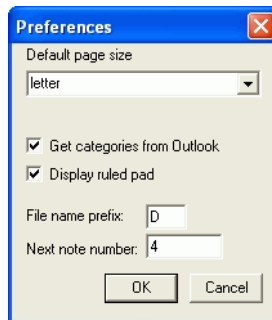 Preferences
Default page size
letter
Get categories from Outlook
Display ruled pad
File name prefix: D
Next note number: 4
OK Cancel